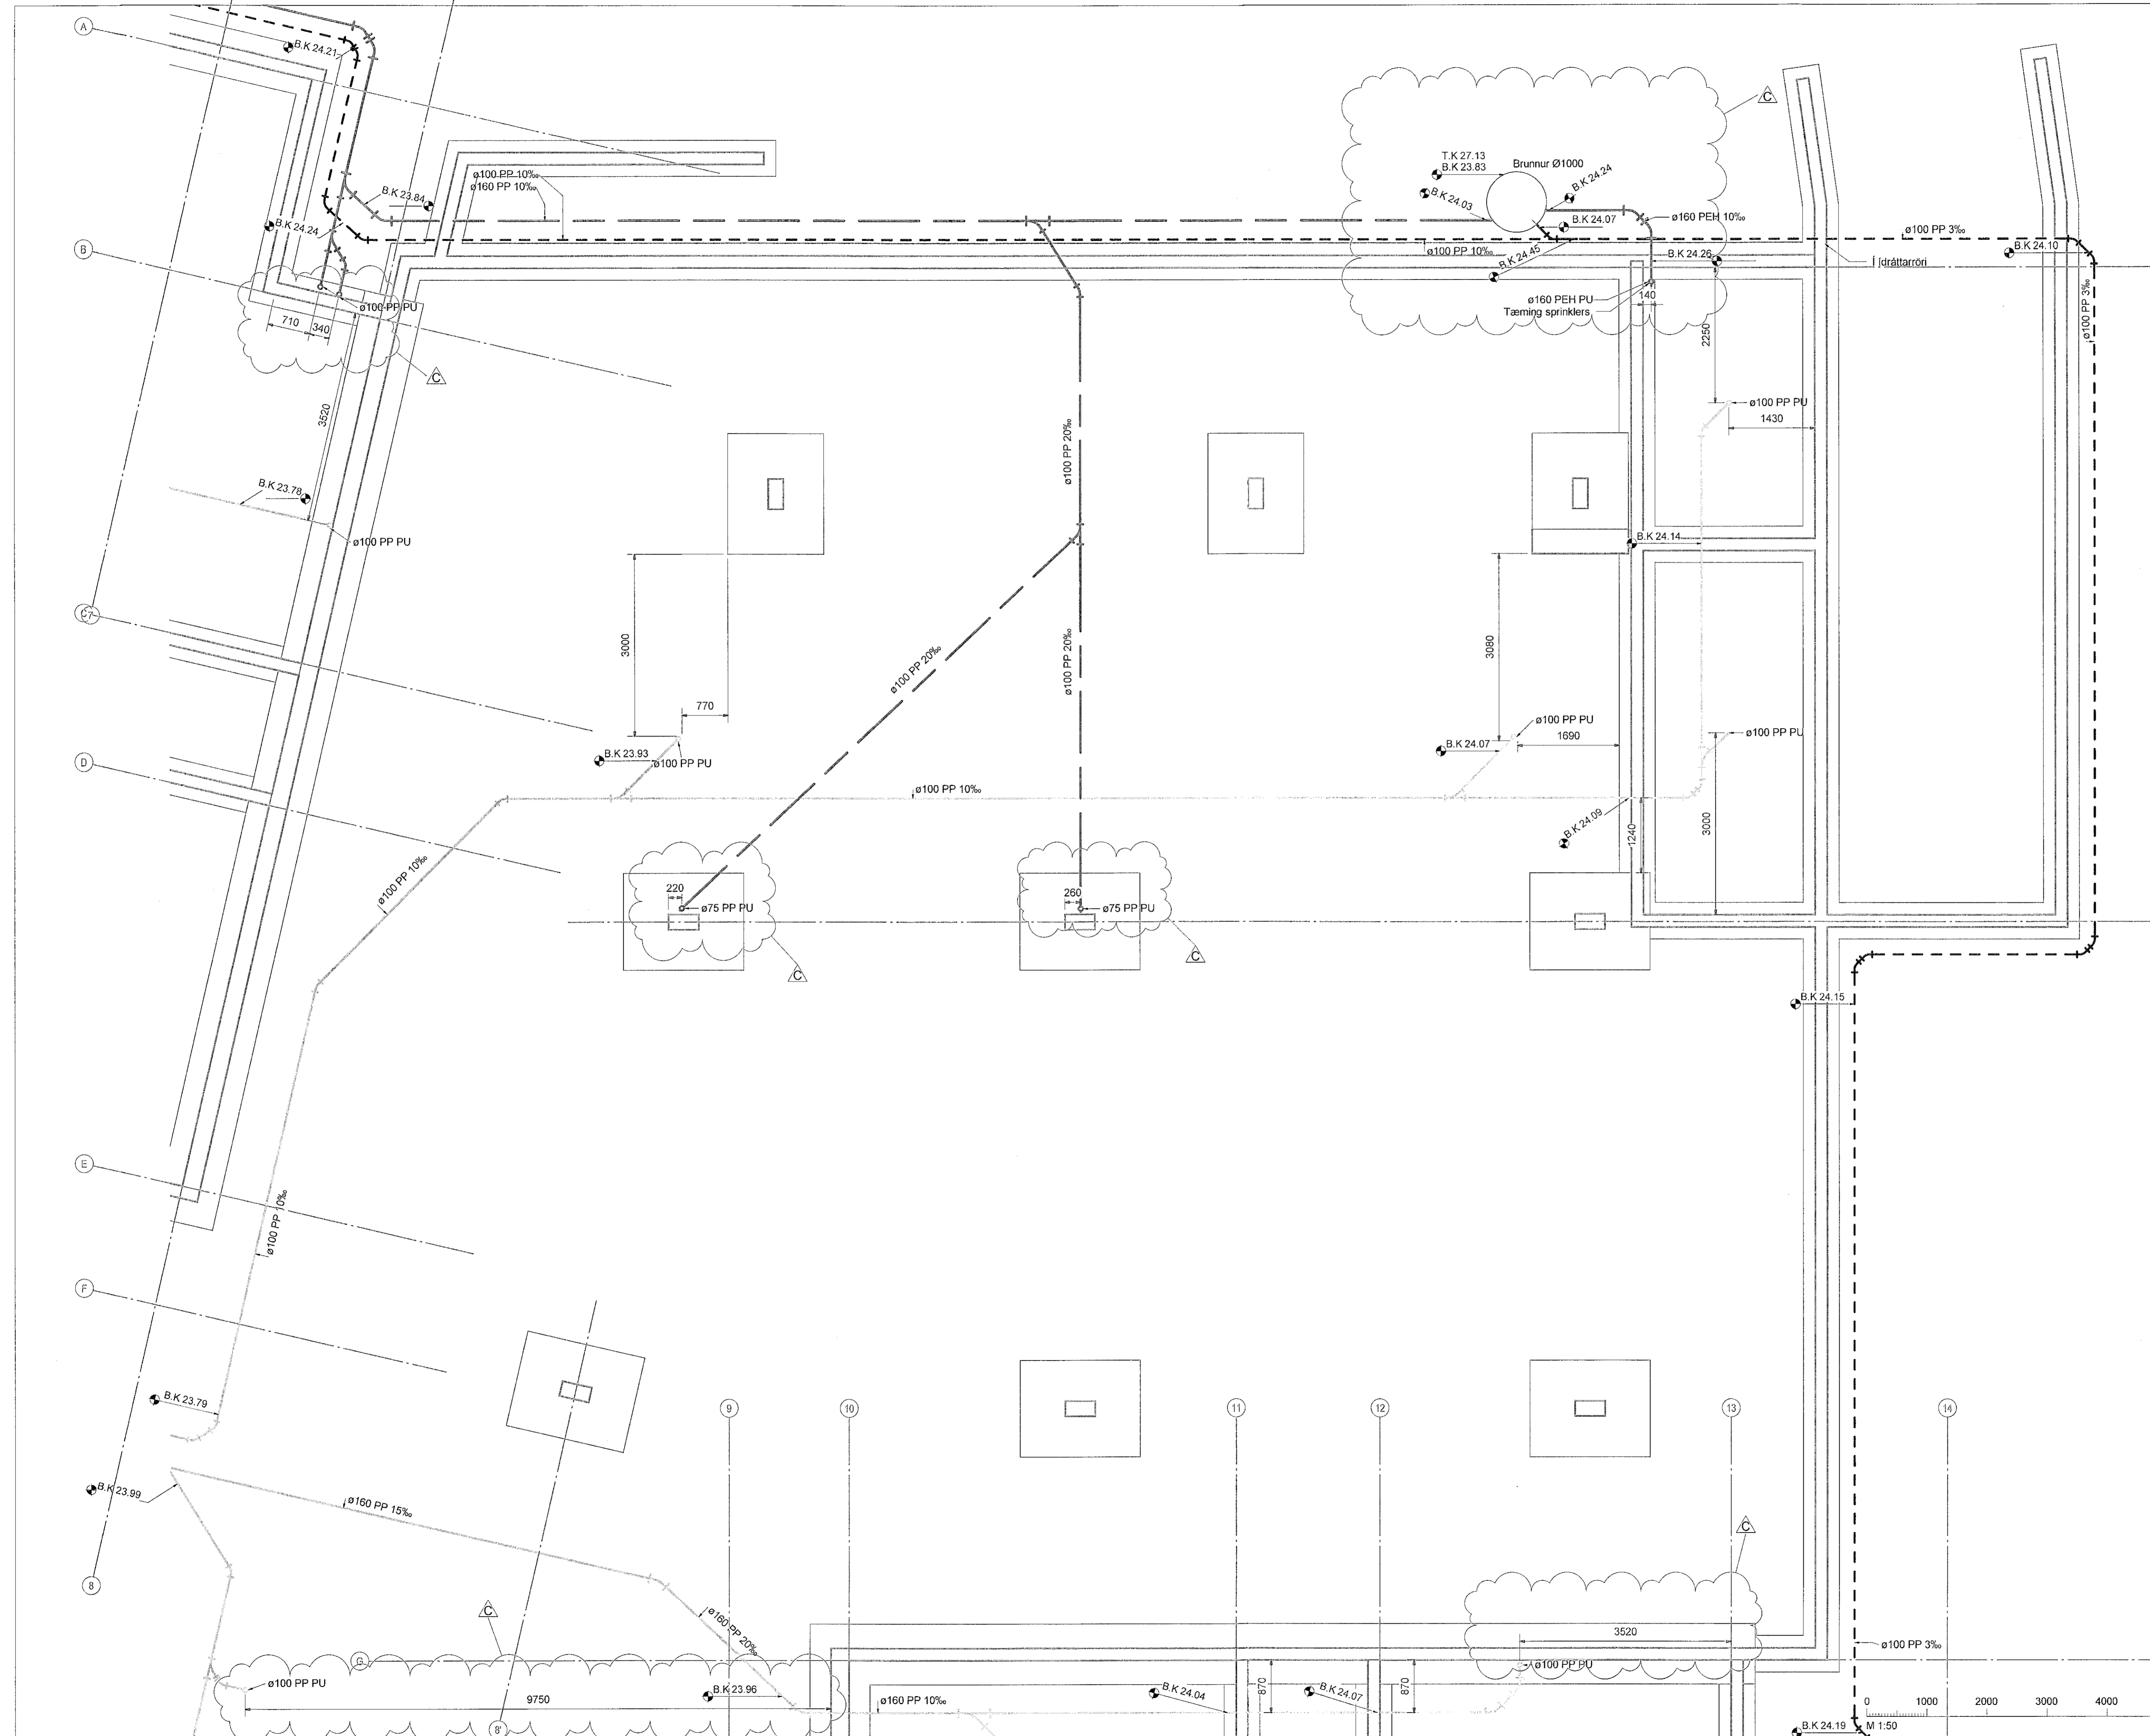 A
B.K 24.21
C
T.K 27.13
B.K 23.83
Brunnur Ø1000
B.K 24.24
B.K 24.03
B.K 24.07
ø100 PP 10‰
ø160 PP 10‰
B.K 23.84
B.K 24.24
ø160 PEH 10‰
ø100 PP 3‰
B
ø100 PP 10‰
B.K 24.45
B.K 24.26
B.K 24.10
Í ídráttarröri
ø100 PP 3‰
ø100 PP PU
710
340
ø160 PEH PU
Tæming sprinklers
140
2250
C
3520
ø100 PP PU
1430
ø100 PP 20‰
B.K 23.78
ø100 PP PU
B.K 24.14
C
7
3000
3080
ø100 PP 20‰
ø100 PP 20‰
770
ø100 PP PU
1690
ø100 PP PU
B.K 23.93
ø100 PP PU
B.K 24.07
D
ø100 PP 10‰
B.K 24.09
1240
3000
ø100 PP 10‰
220
ø75 PP PU
260
ø75 PP PU
C
C
B.K 24.15
E
ø100 PP 10‰
F
B.K 23.79
9
10
11
12
13
14
B.K 23.99
ø160 PP 15‰
C
8
C
ø160 PP 20‰
3520
ø100 PP 3‰
G
ø100 PP PU
ø100 PP PU
9750
B.K 23.96
ø160 PP 10‰
B.K 24.04
870
B.K 24.07
870
0 1000 2000 3000 4000
M 1:50
B.K 24.19
8'